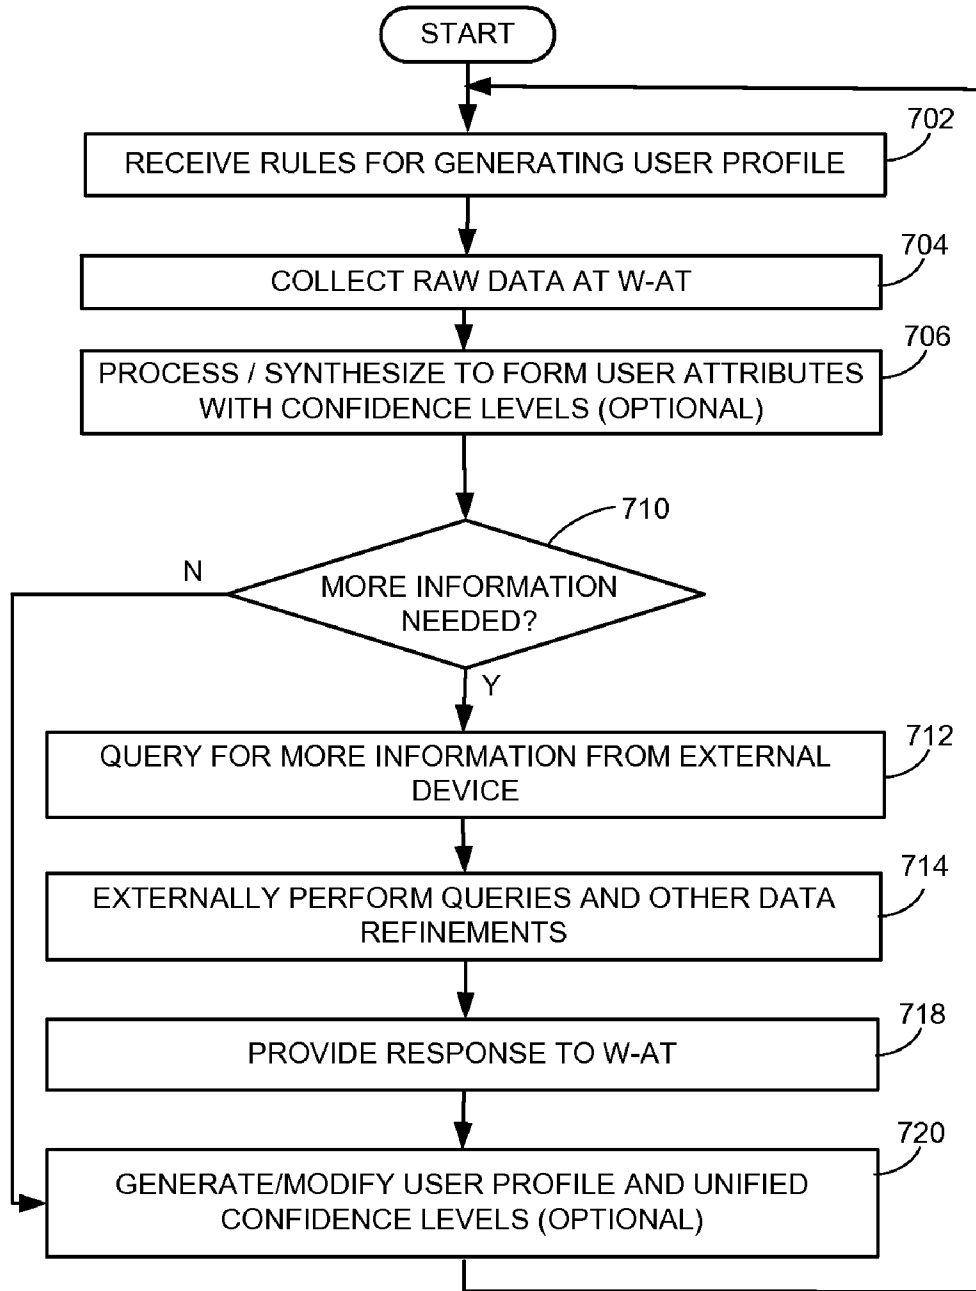 START
702
RECEIVE RULES FOR GENERATING USER PROFILE
704
COLLECT RAW DATA AT W-AT
706
PROCESS / SYNTHESIZE TO FORM USER ATTRIBUTES
WITH CONFIDENCE LEVELS (OPTIONAL)
710
N
MORE INFORMATION
NEEDED?
Y
712
QUERY FOR MORE INFORMATION FROM EXTERNAL
DEVICE
714
EXTERNALLY PERFORM QUERIES AND OTHER DATA
REFINEMENTS
718
PROVIDE RESPONSE TO W-AT
720
GENERATE/MODIFY USER PROFILE AND UNIFIED
CONFIDENCE LEVELS (OPTIONAL)